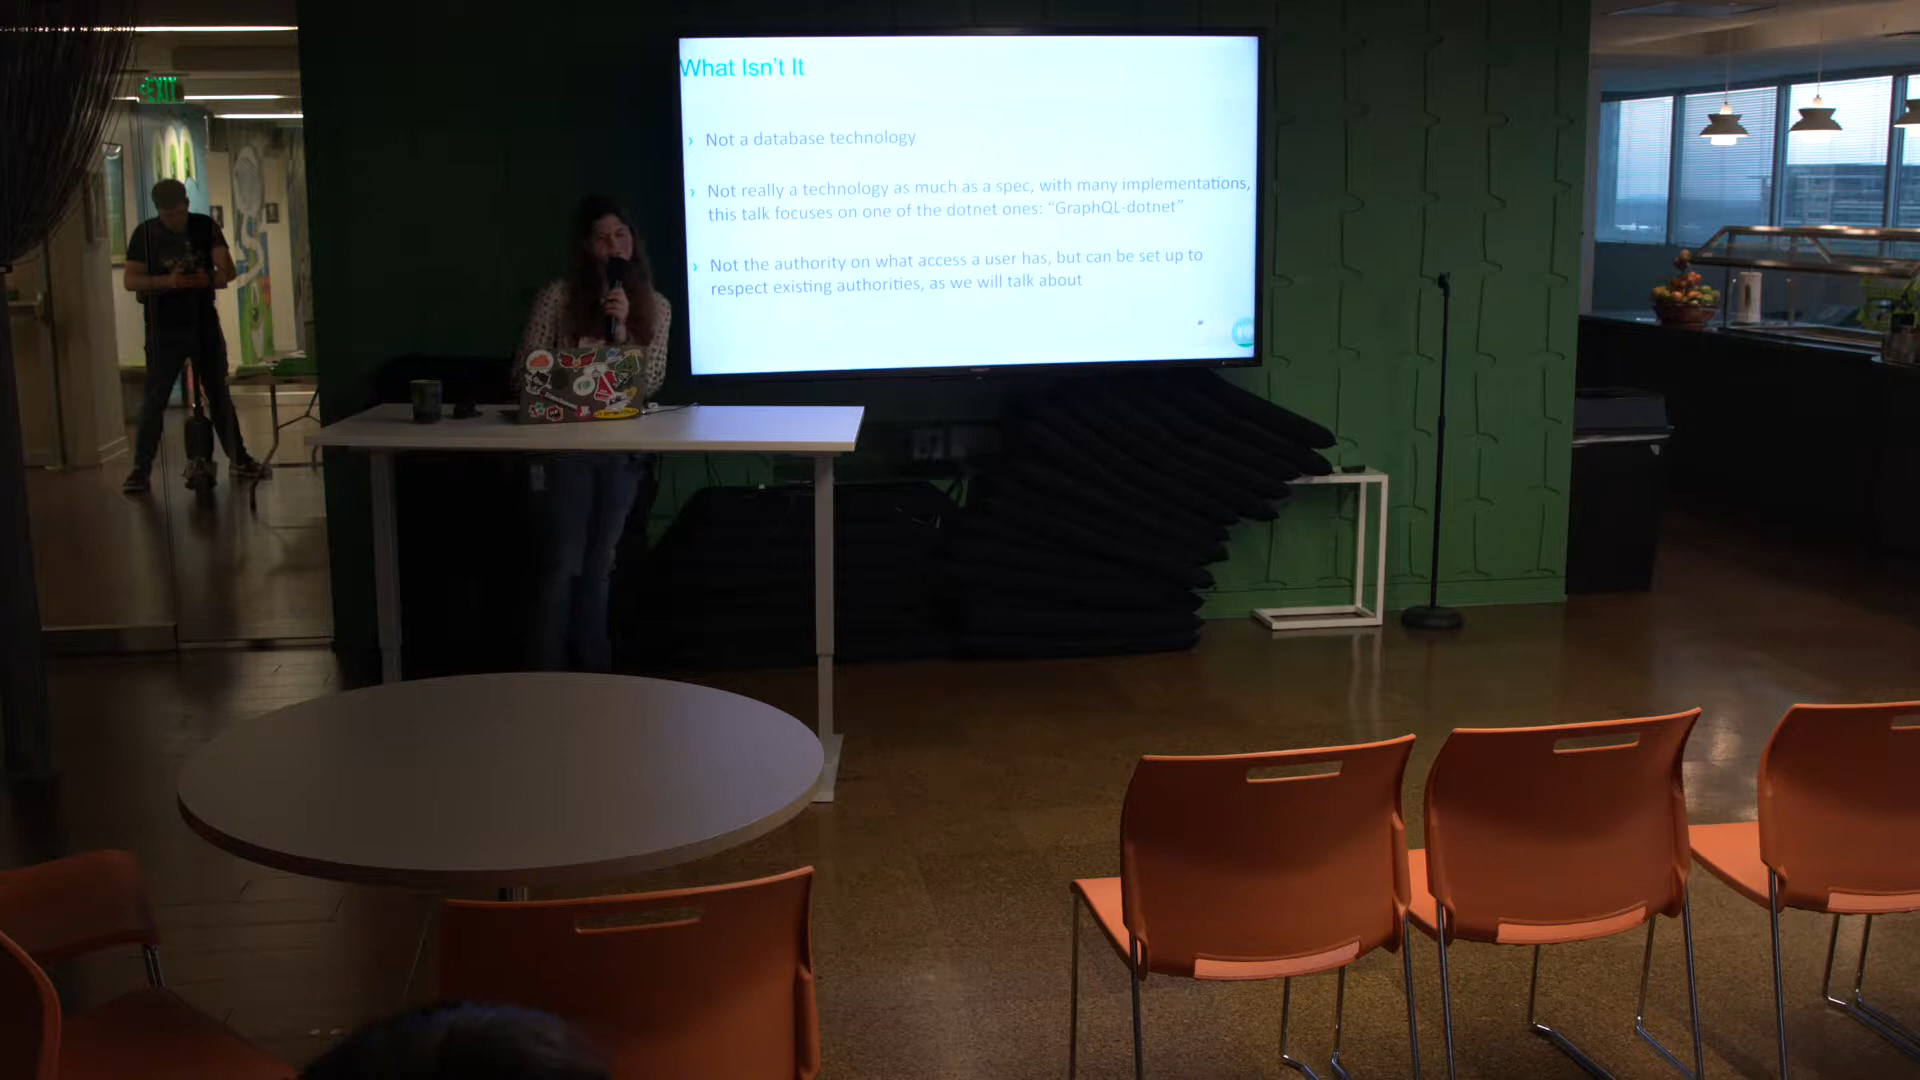 EXIT
What Isn't It
› Not a database technology
› Not really a technology as much as a spec, with many implementations,
this talk focuses on one of the dotnet ones: “GraphQL-dotnet”
› Not the authority on what access a user has, but can be set up to
respect existing authorities, as we will talk about